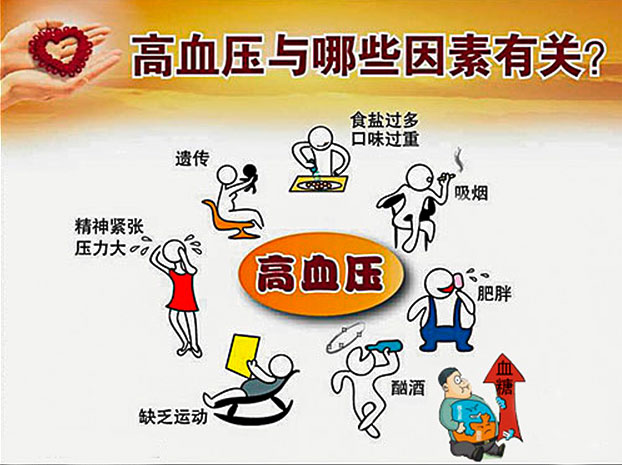 高血压与哪些因素有关?
食盐过多
口味过重
遗传
吸烟
精神紧张
压力大
高血压
肥胖
酗酒
缺乏运动
血糖